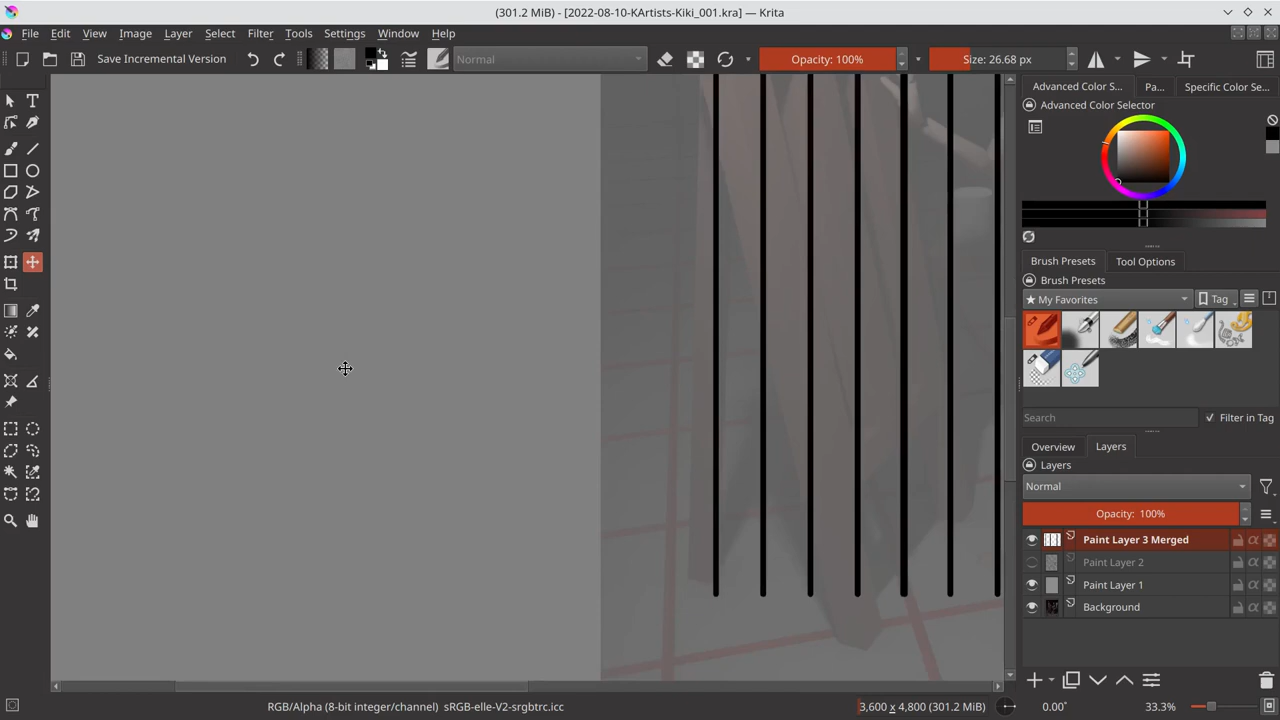 (301.2 MiB) - [2022-08-10-KArtists-Kiki_001.kra] — Krita
File Edit View Image Layer Select Filter Tools Settings Window Help
Save Incremental Version
Normal
Opacity: 100%
Size: 26.68 px
Advanced Color S...
Pa...
Specific Color Se...
Advanced Color Selector
Brush Presets
Tool Options
Brush Presets
★ My Favorites
Tag
Search
Filter in Tag
Overview
Layers
Layers
Normal
Opacity: 100%
Paint Layer 3 Merged
Paint Layer 2
Paint Layer 1
Background
RGB/Alpha (8-bit integer/channel) sRGB-elle-V2-srgbtrc.icc
3,600 x 4,800 (301.2 MiB)
0.00°
33.3%